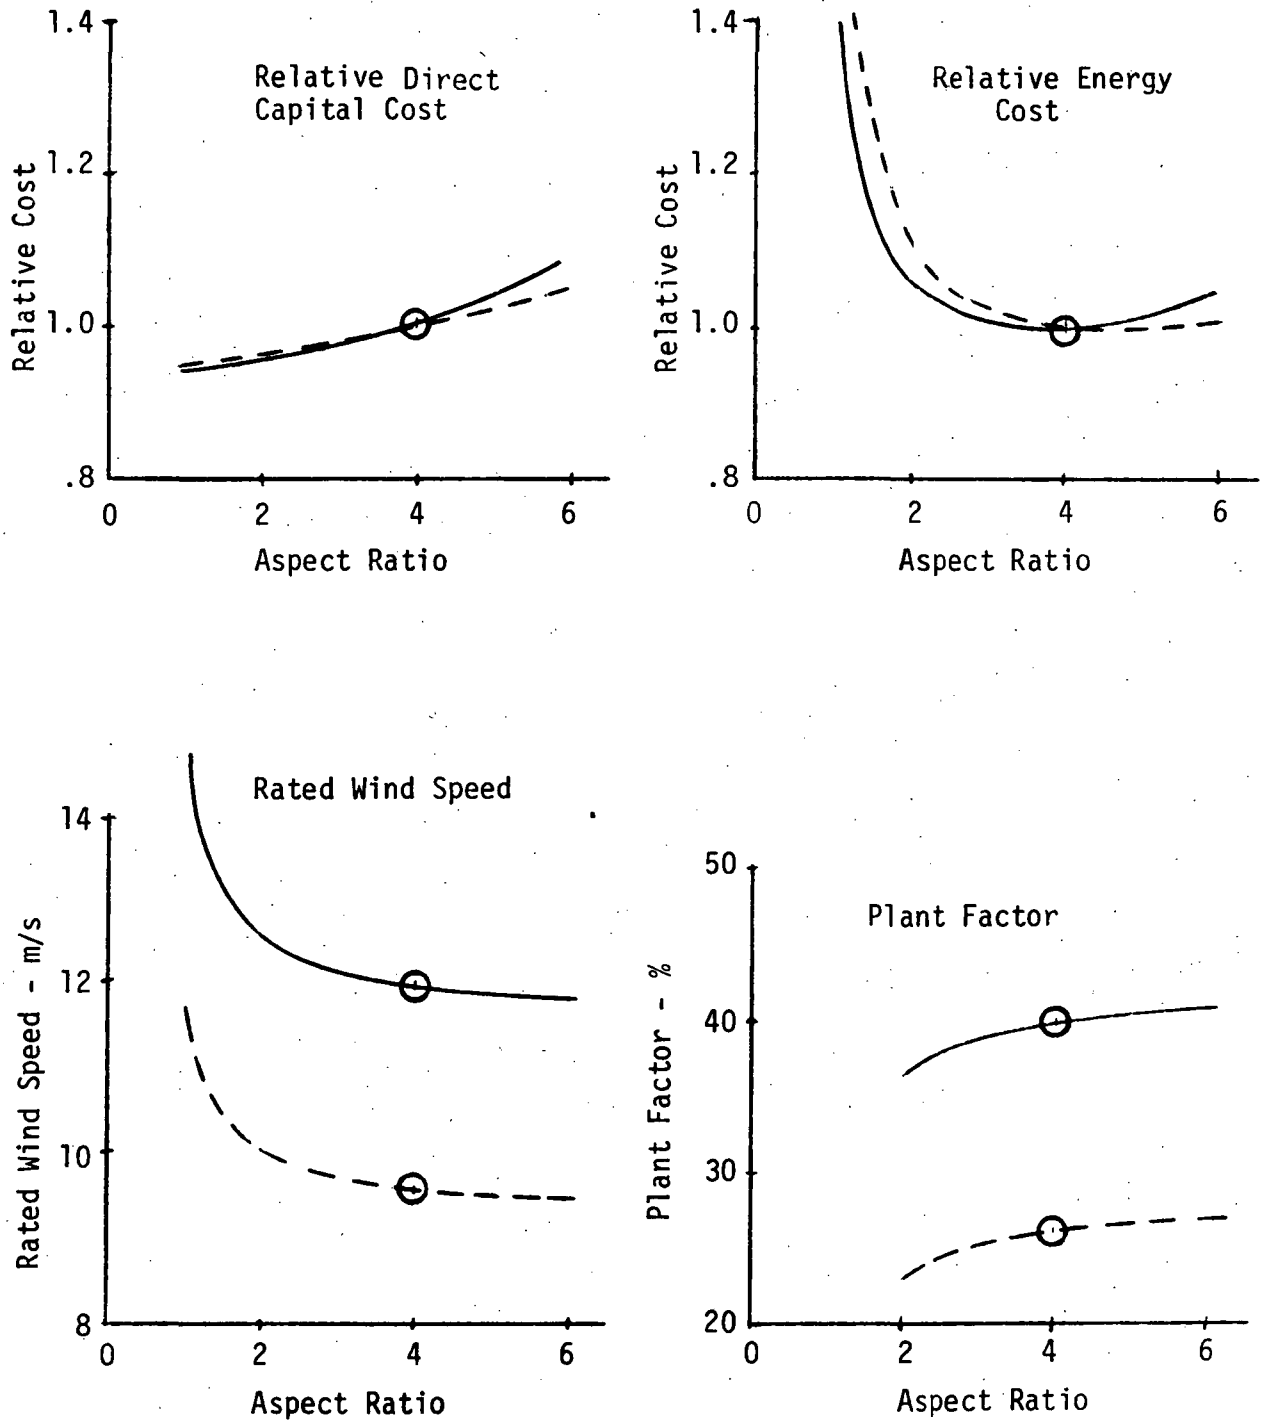 Relative Direct
Capital Cost
Relative Cost
1.4
1.2
1.0
.8
0 2 4 6
Aspect Ratio
Relative Energy
Cost
Relative Cost
1.4
1.2
1.0
.8
0 2 4 6
Aspect Ratio
Rated Wind Speed
Rated Wind Speed - m/s
14
12
10
8
0 2 4 6
Aspect Ratio
Plant Factor
Plant Factor - %
50
40
30
20
0 2 4 6
Aspect Ratio